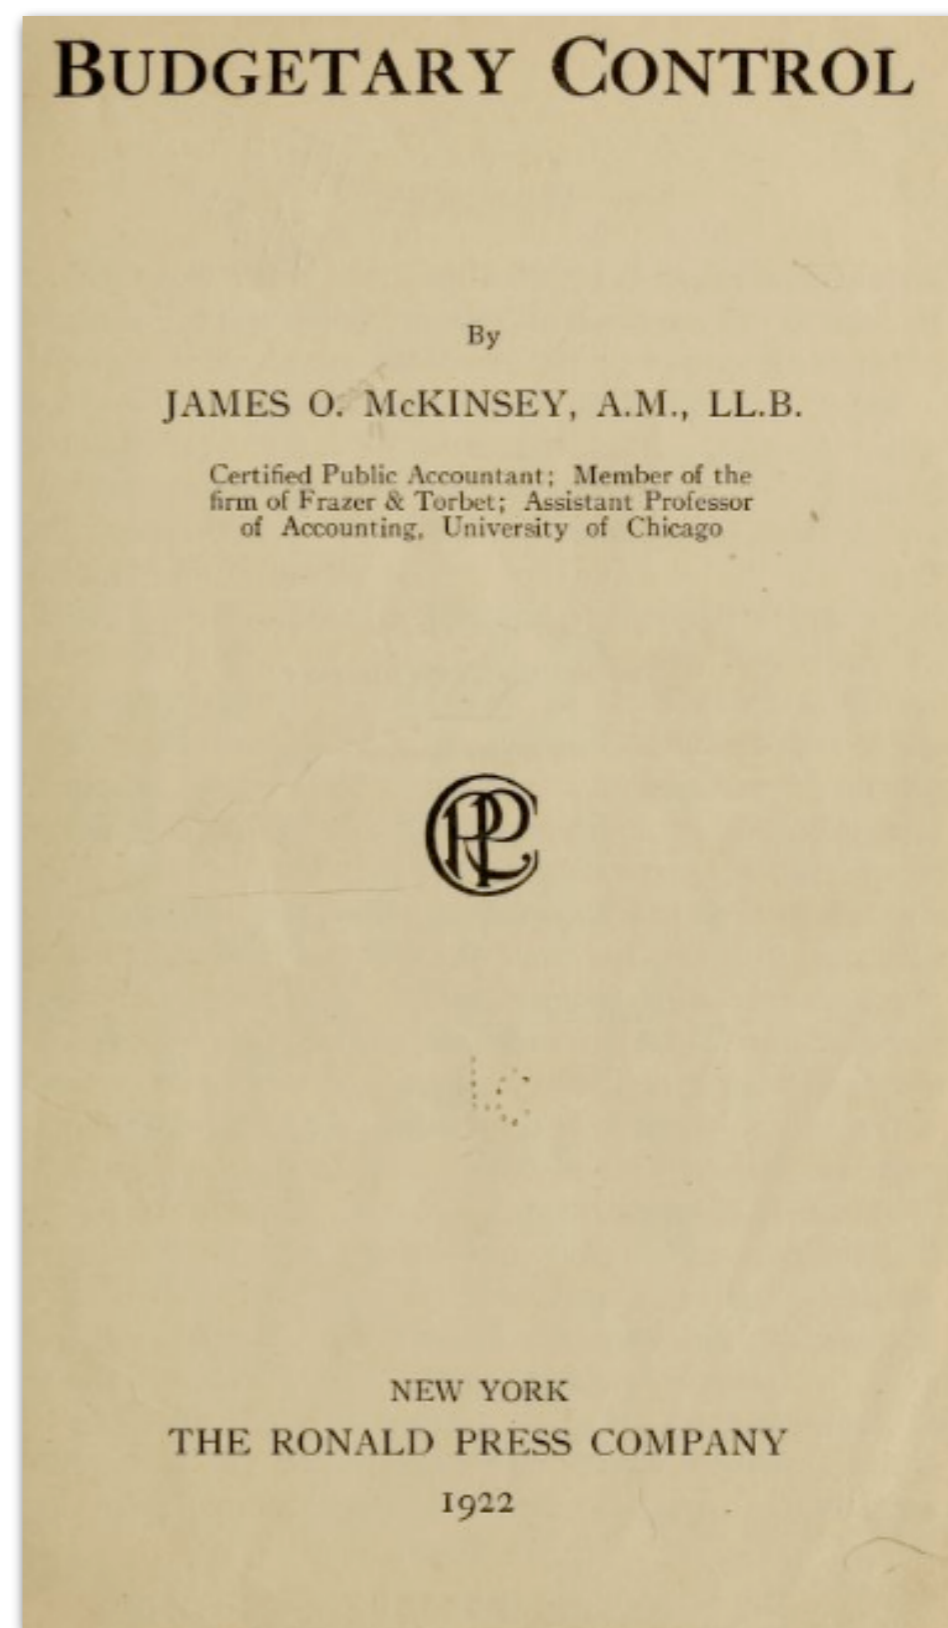 BUDGETARY CONTROL
By
JAMES O. McKINSEY, A.M., LL.B.
Certified Public Accountant; Member of the
firm of Frazer & Torbet; Assistant Professor
of Accounting, University of Chicago
NEW YORK
THE RONALD PRESS COMPANY
1922